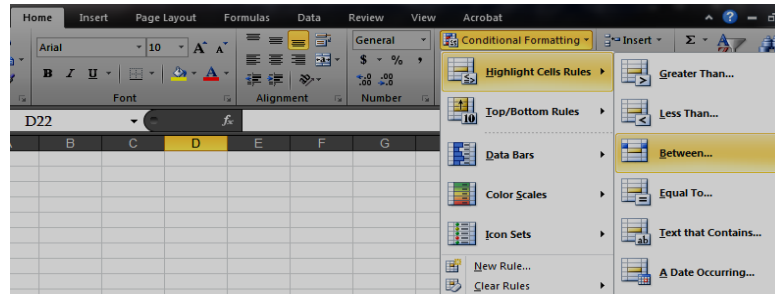 Home Insert Page Layout Formulas Data Review View Acrobat
Arial 10 A A General Conditional Formatting Insert Σ
B I U A $ % ,
Font Alignment Number
D22 fx
B C D E F G
Highlight Cells Rules
Top/Bottom Rules
10
Data Bars
Color Scales
Icon Sets
New Rule...
Clear Rules
Greater Than...
Less Than...
Between...
Equal To...
Text that Contains...
ab
A Date Occurring...